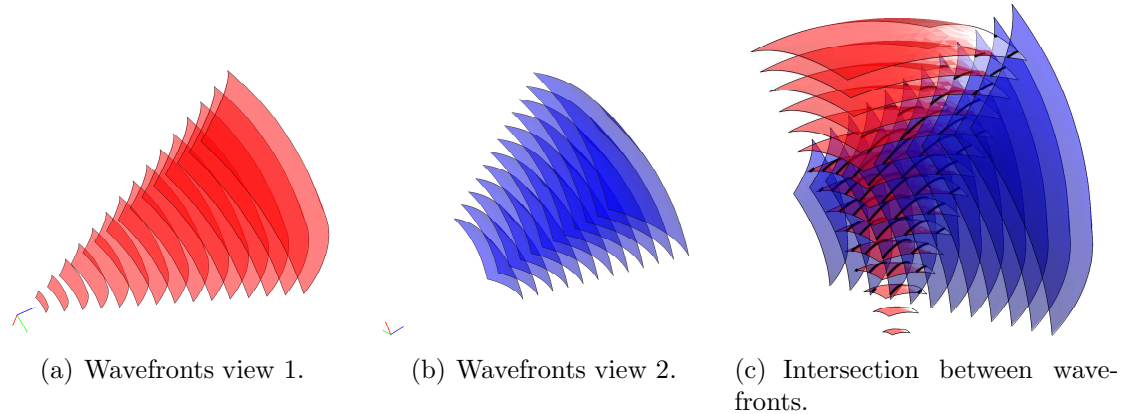 (a) Wavefronts view 1.
(b) Wavefronts view 2.
(c) Intersection between wave-
fronts.